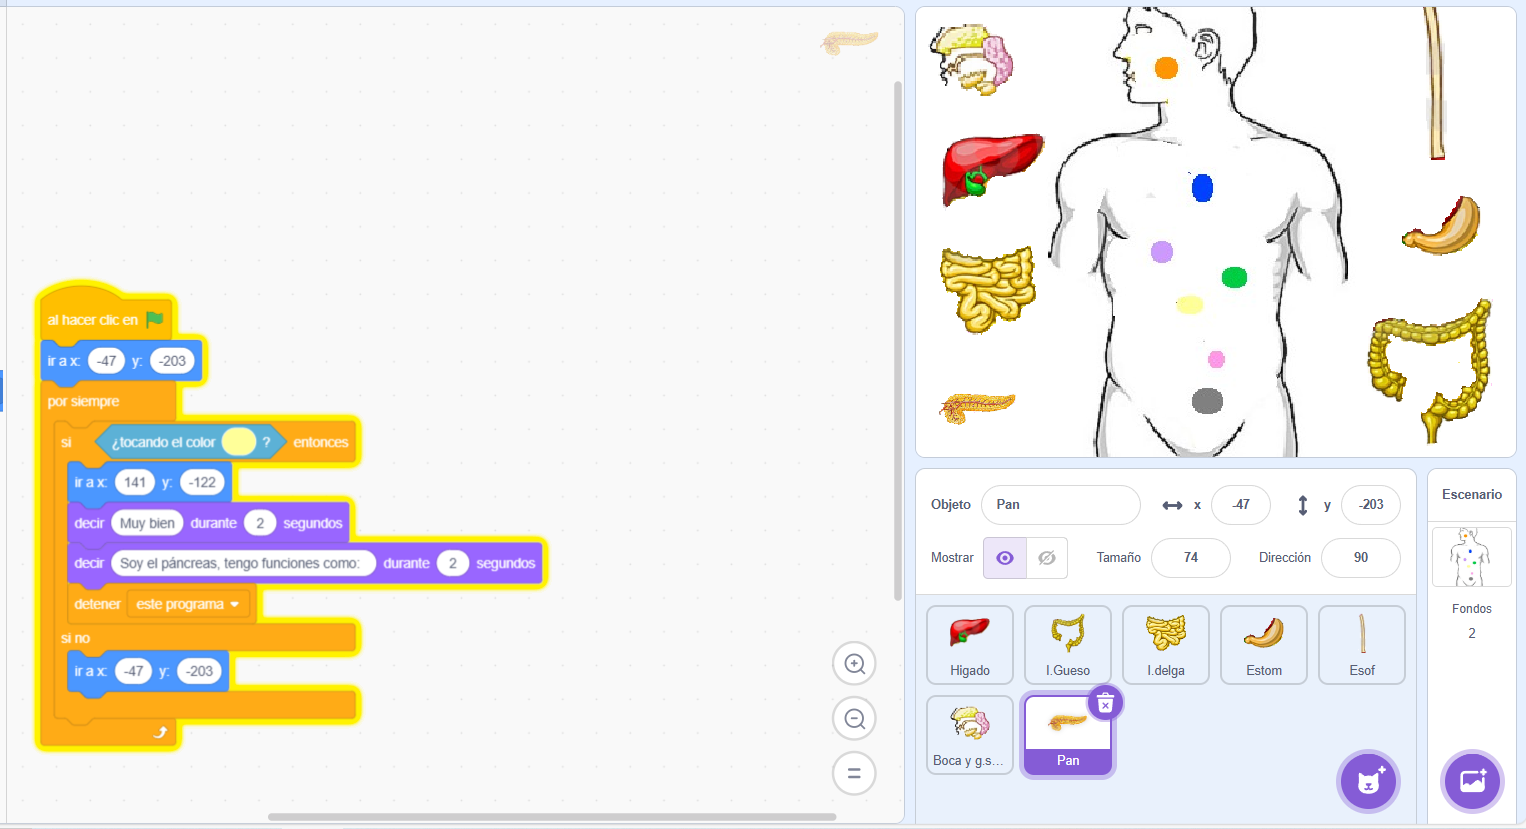 al hacer clic en
ir a x: -47 y: -203
por siempre
si ¿tocando el color ? entonces
ir a x: 141 y: -122
decir Muy bien durante 2 segundos
decir Soy el páncreas, tengo funciones como: durante 2 segundos
detener este programa
si no
ir a x: -47 y: -203
Objeto Pan x -47 y -203
Mostrar Tamaño 74 Dirección 90
Higado I.Gueso I.delga Estom Esof
Boca y g.s... Pan
Escenario
Fondos
2